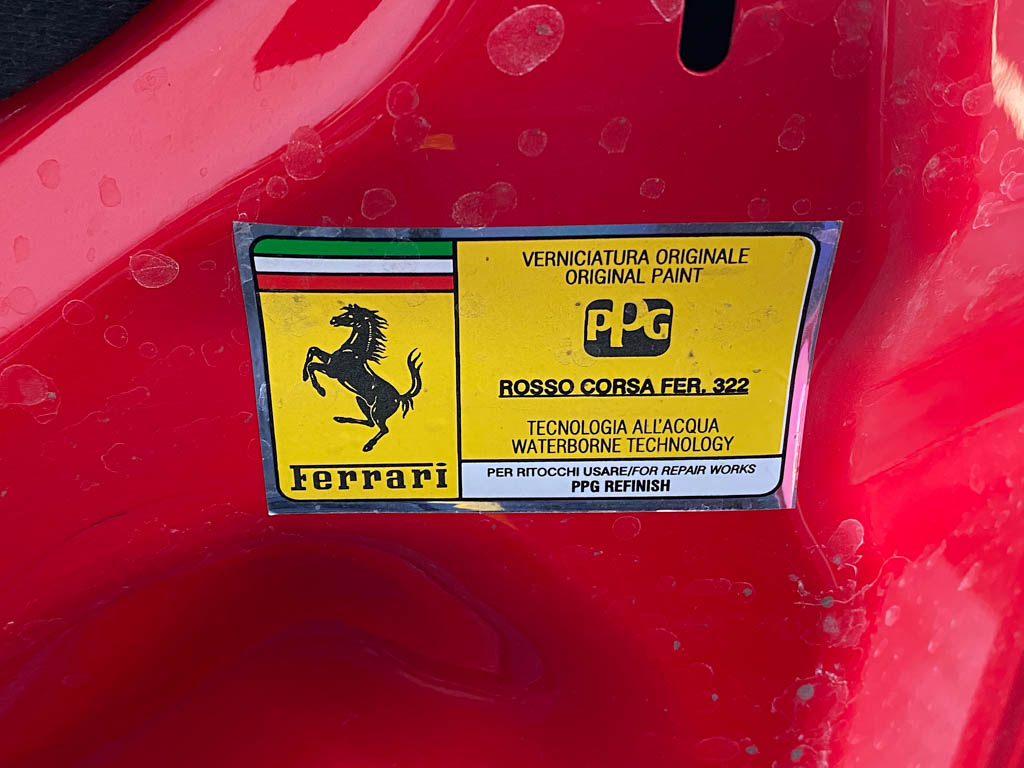 Ferrari
VERNICIATURA ORIGINALE
ORIGINAL PAINT
PPG
ROSSO CORSA FER. 322
TECNOLOGIA ALL'ACQUA
WATERBORNE TECHNOLOGY
PER RITOCCHI USARE/FOR REPAIR WORKS
PPG REFINISH